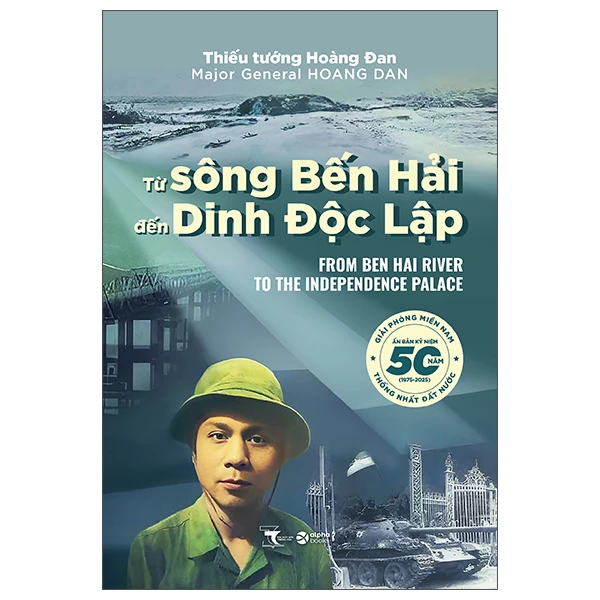 Thiếu tướng Hoàng Đan
Major General HOANG DAN
Từ sông Bến Hải
đến Dinh Độc Lập
FROM BEN HAI RIVER
TO THE INDEPENDENCE PALACE
GIẢI PHÓNG MIỀN NAM
ẤN BẢN KỶ NIỆM
50 NĂM
(1975-2025)
THỐNG NHẤT ĐẤT NƯỚC
alpha
books